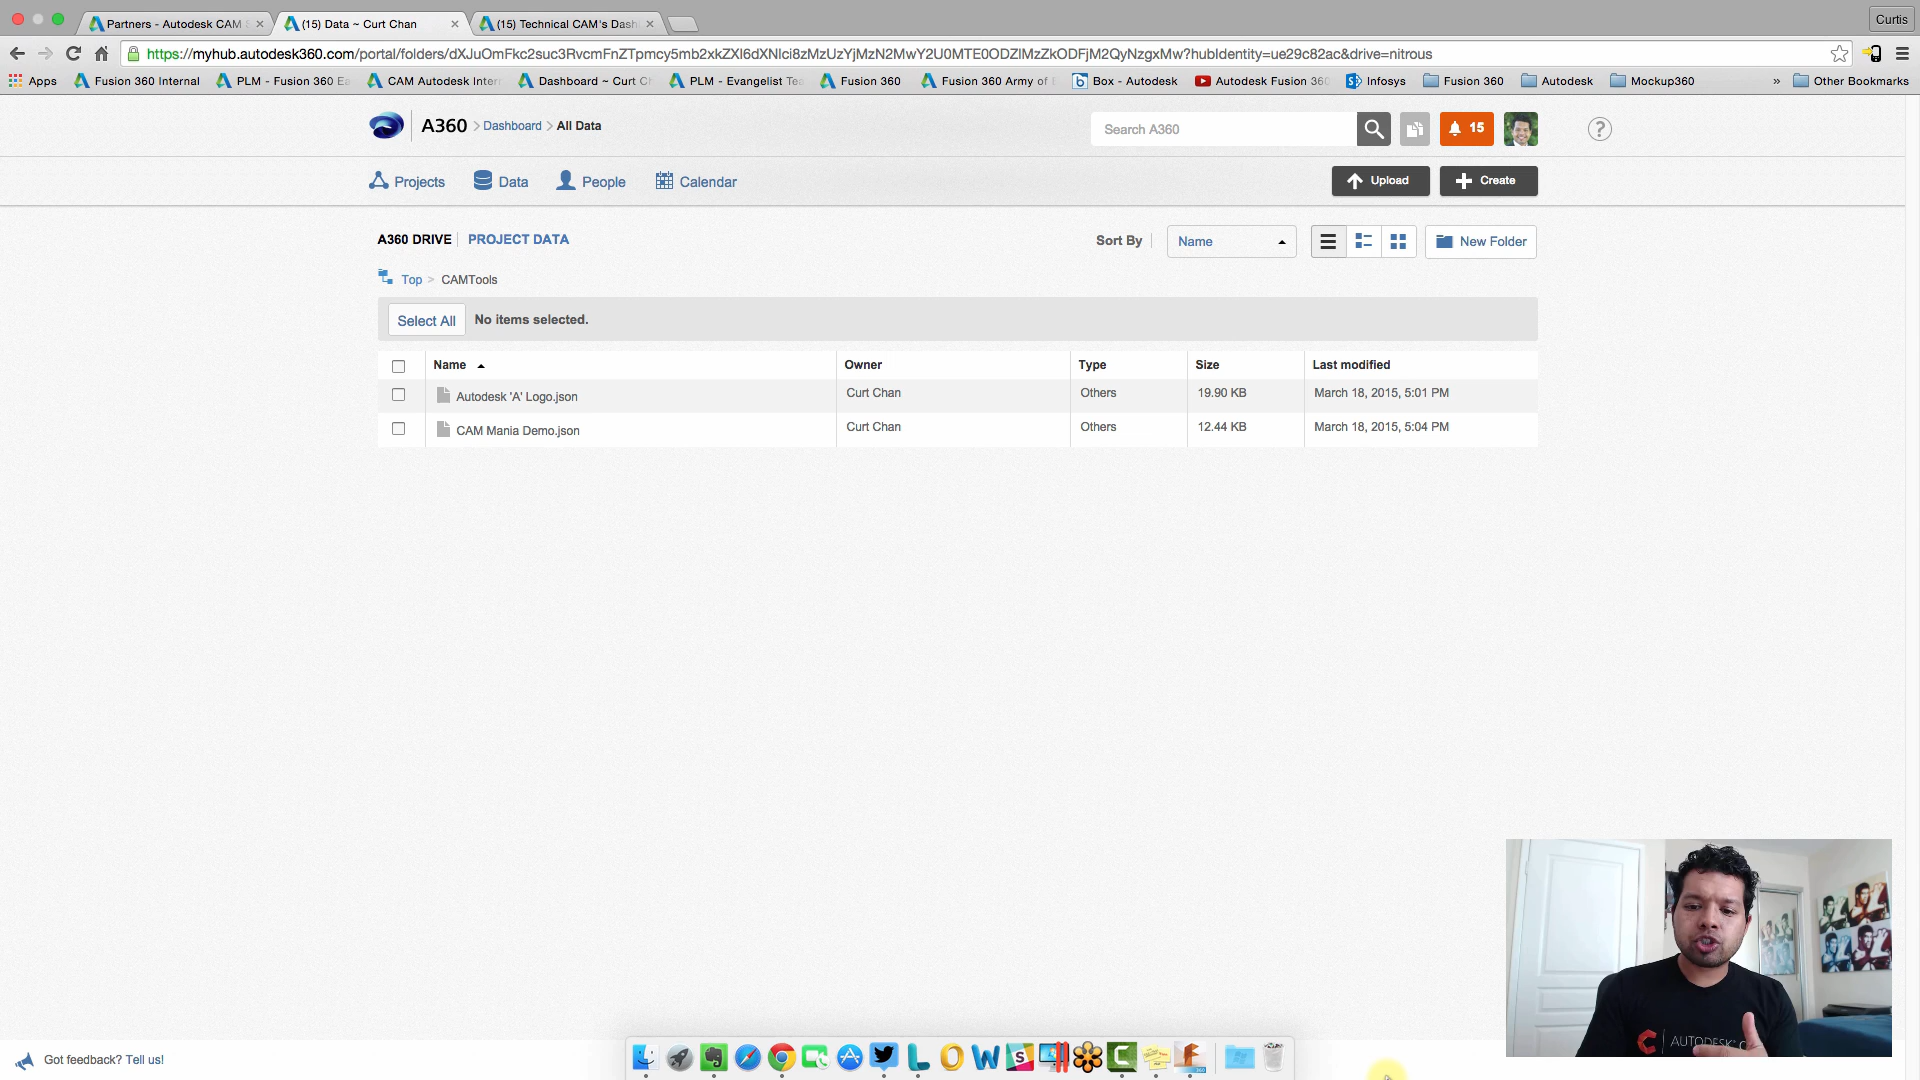 Partners - Autodesk CAM S
(15) Data ~ Curt Chan
(15) Technical CAM's Dash
Curtis
https://myhub.autodesk360.com/portal/folders/dXJuOmFkc2suc3RvcmFnZTpmcy5mb2xkZXI6dXNlci8zMzUzYjMzN2MwY2U0MTE0ODZlMzZkODFjM2QyNzgxMw?hubIdentity=ue29c82ac&drive=nitrous
Apps
Fusion 360 Internal
PLM - Fusion 360 Ea
CAM Autodesk Inter
Dashboard ~ Curt Ch
PLM - Evangelist Tea
Fusion 360
Fusion 360 Army of
Box - Autodesk
Autodesk Fusion 360
Infosys
Fusion 360
Autodesk
Mockup360
»
Other Bookmarks
A360 > Dashboard > All Data
Search A360
15
?
Projects
Data
People
Calendar
Upload
Create
A360 DRIVE
PROJECT DATA
Sort By
Name
New Folder
Top > CAMTools
Select All
No items selected.
Name Owner Type Size Last modified
Autodesk 'A' Logo.json Curt Chan Others 19.90 KB March 18, 2015, 5:01 PM
CAM Mania Demo.json Curt Chan Others 12.44 KB March 18, 2015, 5:04 PM
AUTODESK
Got feedback? Tell us!